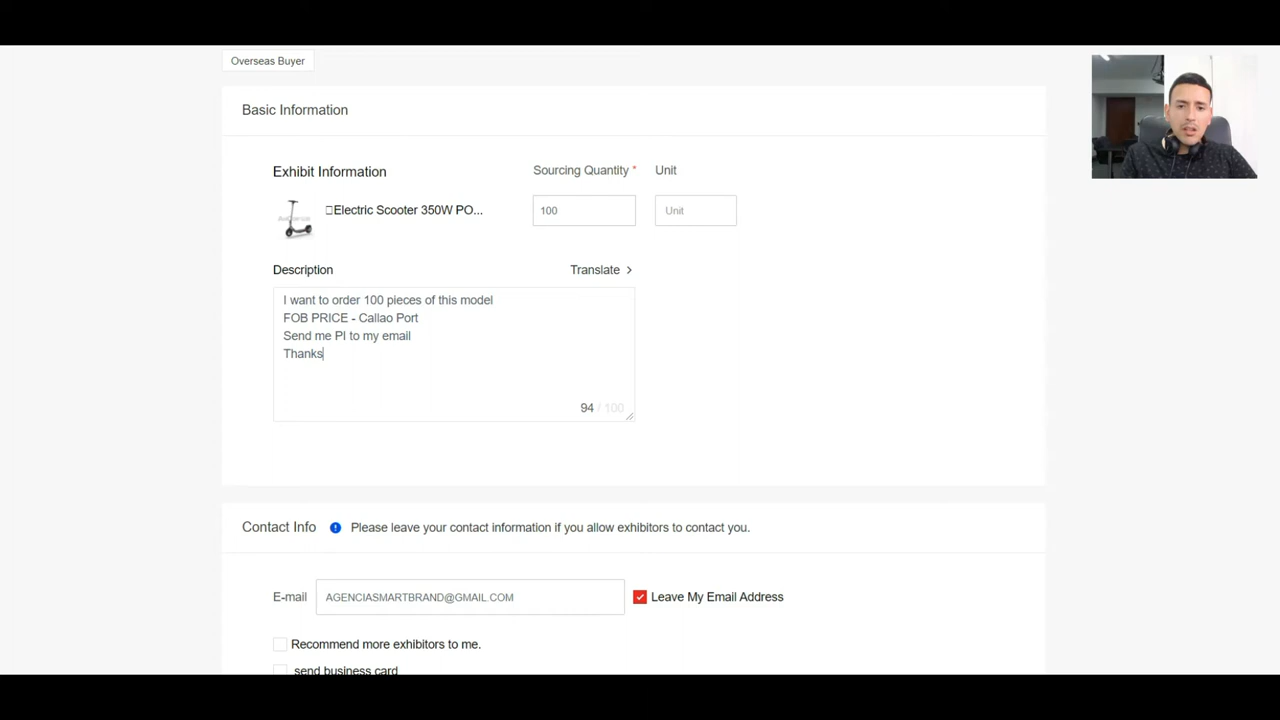 Overseas Buyer
Basic Information
Exhibit Information
Sourcing Quantity *
Unit
Electric Scooter 350W PO...
100
Unit
Description
Translate >
I want to order 100 pieces of this model
FOB PRICE - Callao Port
Send me PI to my email
Thanks
94 / 100
Contact Info
Please leave your contact information if you allow exhibitors to contact you.
E-mail
AGENCIASMARTBRAND@GMAIL.COM
Leave My Email Address
Recommend more exhibitors to me.
send business card